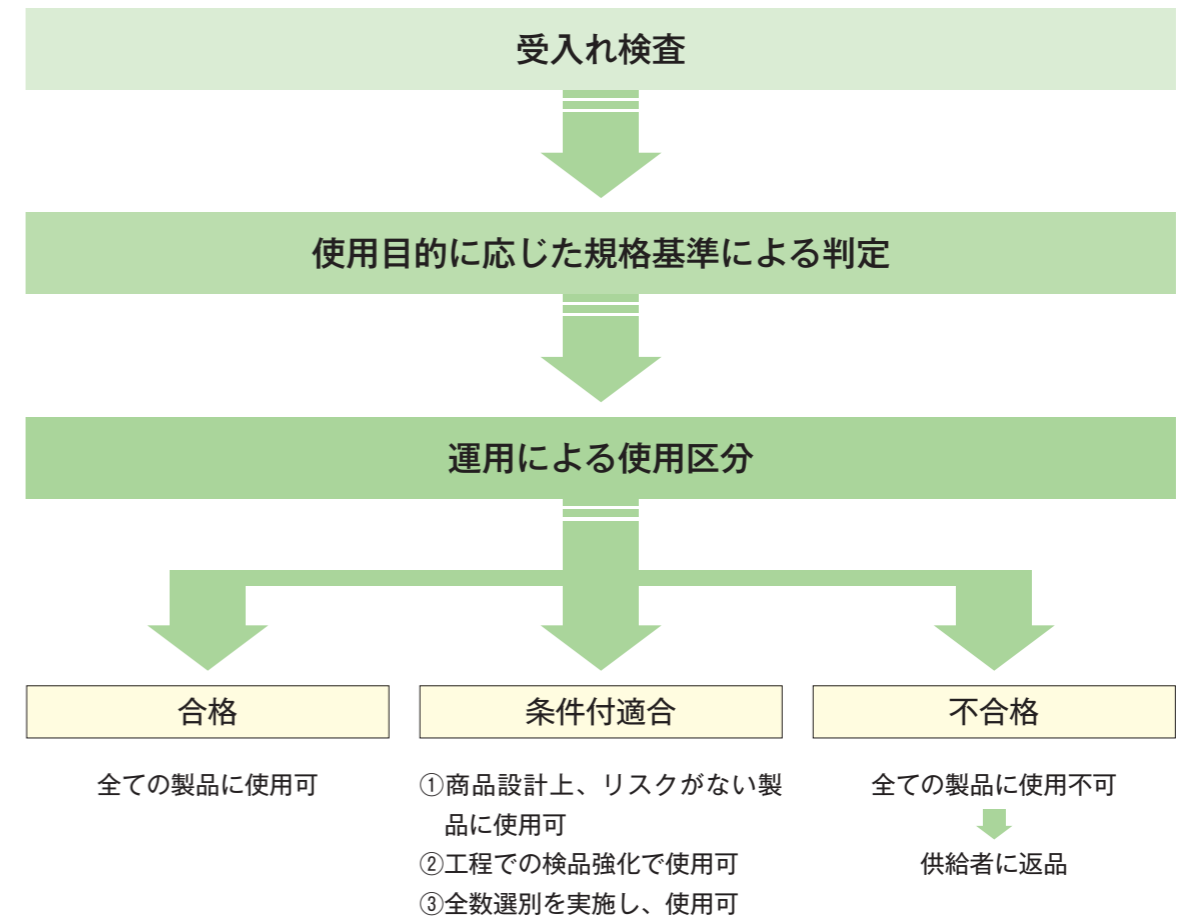 受入れ検査
使用目的に応じた規格基準による判定
運用による使用区分
合格
全ての製品に使用可
条件付適合
①商品設計上、リスクがない製
品に使用可
②工程での検品強化で使用可
③全数選別を実施し、使用可
不合格
全ての製品に使用不可
供給者に返品